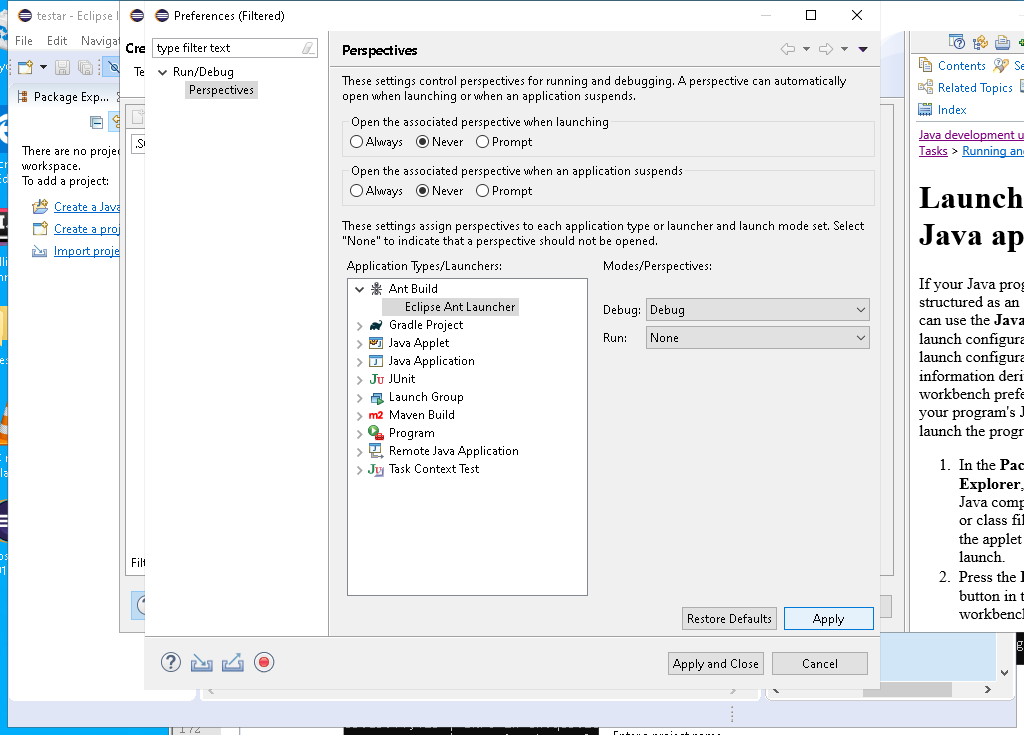 testar - Eclipse I
Preferences (Filtered)
File Edit Naviga
Cre
type filter text
Perspectives
Te
Run/Debug
Perspectives
These settings control perspectives for running and debugging. A perspective can automatically
open when launching or when an application suspends.
Contents
Se
Package Exp...
Related Topics
Open the associated perspective when launching
Index
Always Never Prompt
Java development u
Tasks > Running and
There are no projec
workspace.
To add a project:
Open the associated perspective when an application suspends
Always Never Prompt
Create a Java
Create a proj
Import proje
Launch
Java ap
These settings assign perspectives to each application type or launcher and launch mode set. Select
"None" to indicate that a perspective should not be opened.
Application Types/Launchers:
Modes/Perspectives:
Ant Build
Eclipse Ant Launcher
Gradle Project
Java Applet
Java Application
JUnit
Launch Group
Maven Build
Program
Remote Java Application
Task Context Test
Debug: Debug
Run: None
If your Java prog
structured as an
can use the Java
launch configura
launch configura
information deri
workbench prefe
your program's J
launch the progr
1. In the Pac
Explorer,
Java comp
or class fil
the applet
launch.
2. Press the
button in t
workbencl
Filt
Restore Defaults Apply
Apply and Close Cancel
172